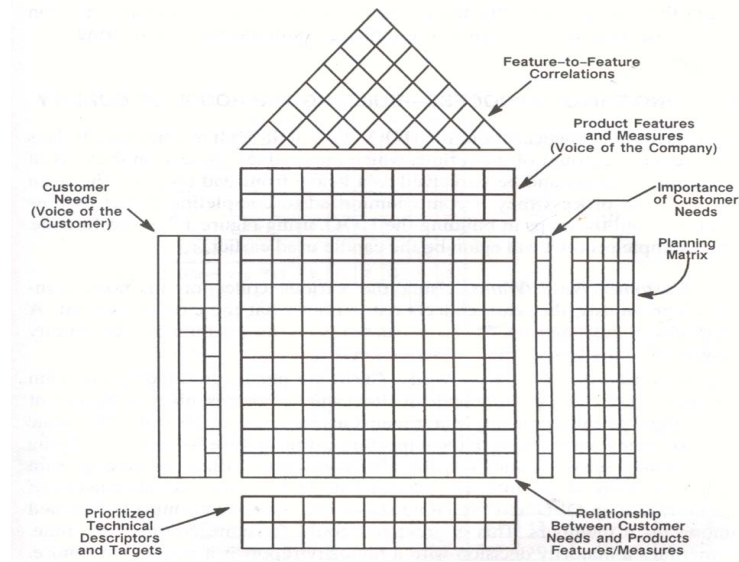 Feature-to-Feature
Correlations
Product Features
and Measures
(Voice of the Company)
Customer
Needs
(Voice of the
Customer)
Importance
of Customer
Needs
Planning
Matrix
Prioritized
Technical
Descriptors
and Targets
Relationship
Between Customer
Needs and Products
Features/Measures